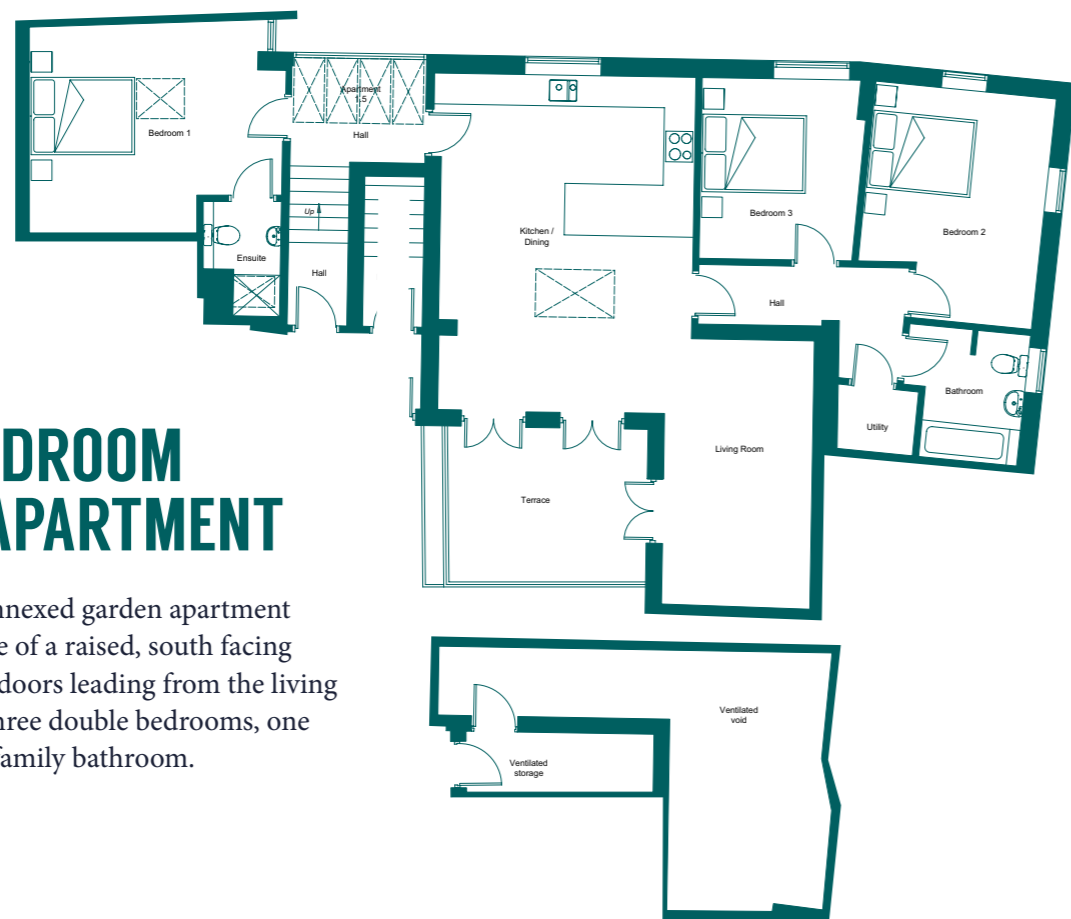 Apartment
1.5
Bedroom 1
Hall
Up
Ensuite
Hall
Kitchen /
Dining
Bedroom 3
Bedroom 2
Hall
Bathroom
Utility
Living Room
Terrace
DROOM
APARTMENT
nnexed garden apartment
e of a raised, south facing
doors leading from the living
hree double bedrooms, one
family bathroom.
Ventilated
void
Ventilated
storage